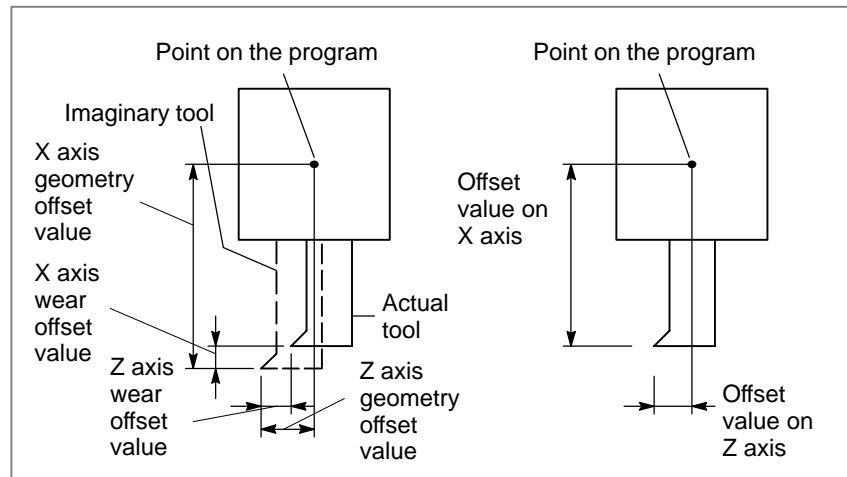 Point on the program
Imaginary tool
X axis
geometry
offset
value
X axis
wear
offset
value
Z axis
wear
offset
value
Z axis
geometry
offset
value
Actual
tool
Point on the program
Offset
value on
X axis
Offset
value on
Z axis